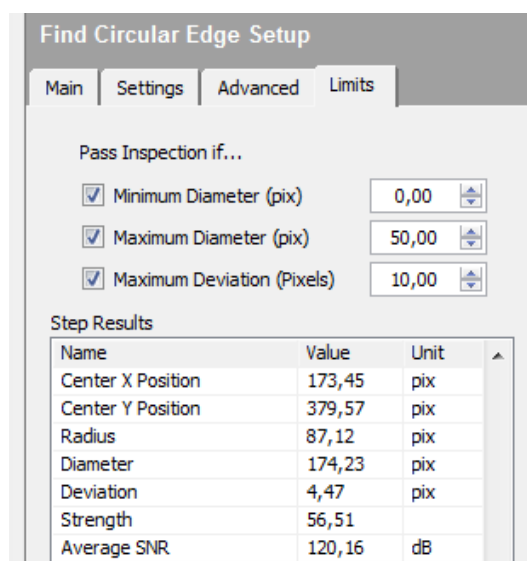 Find Circular Edge Setup
Main Settings Advanced Limits
Pass Inspection if...
Minimum Diameter (pix) 0,00
Maximum Diameter (pix) 50,00
Maximum Deviation (Pixels) 10,00
Step Results
Name Value Unit
Center X Position 173,45 pix
Center Y Position 379,57 pix
Radius 87,12 pix
Diameter 174,23 pix
Deviation 4,47 pix
Strength 56,51
Average SNR 120,16 dB